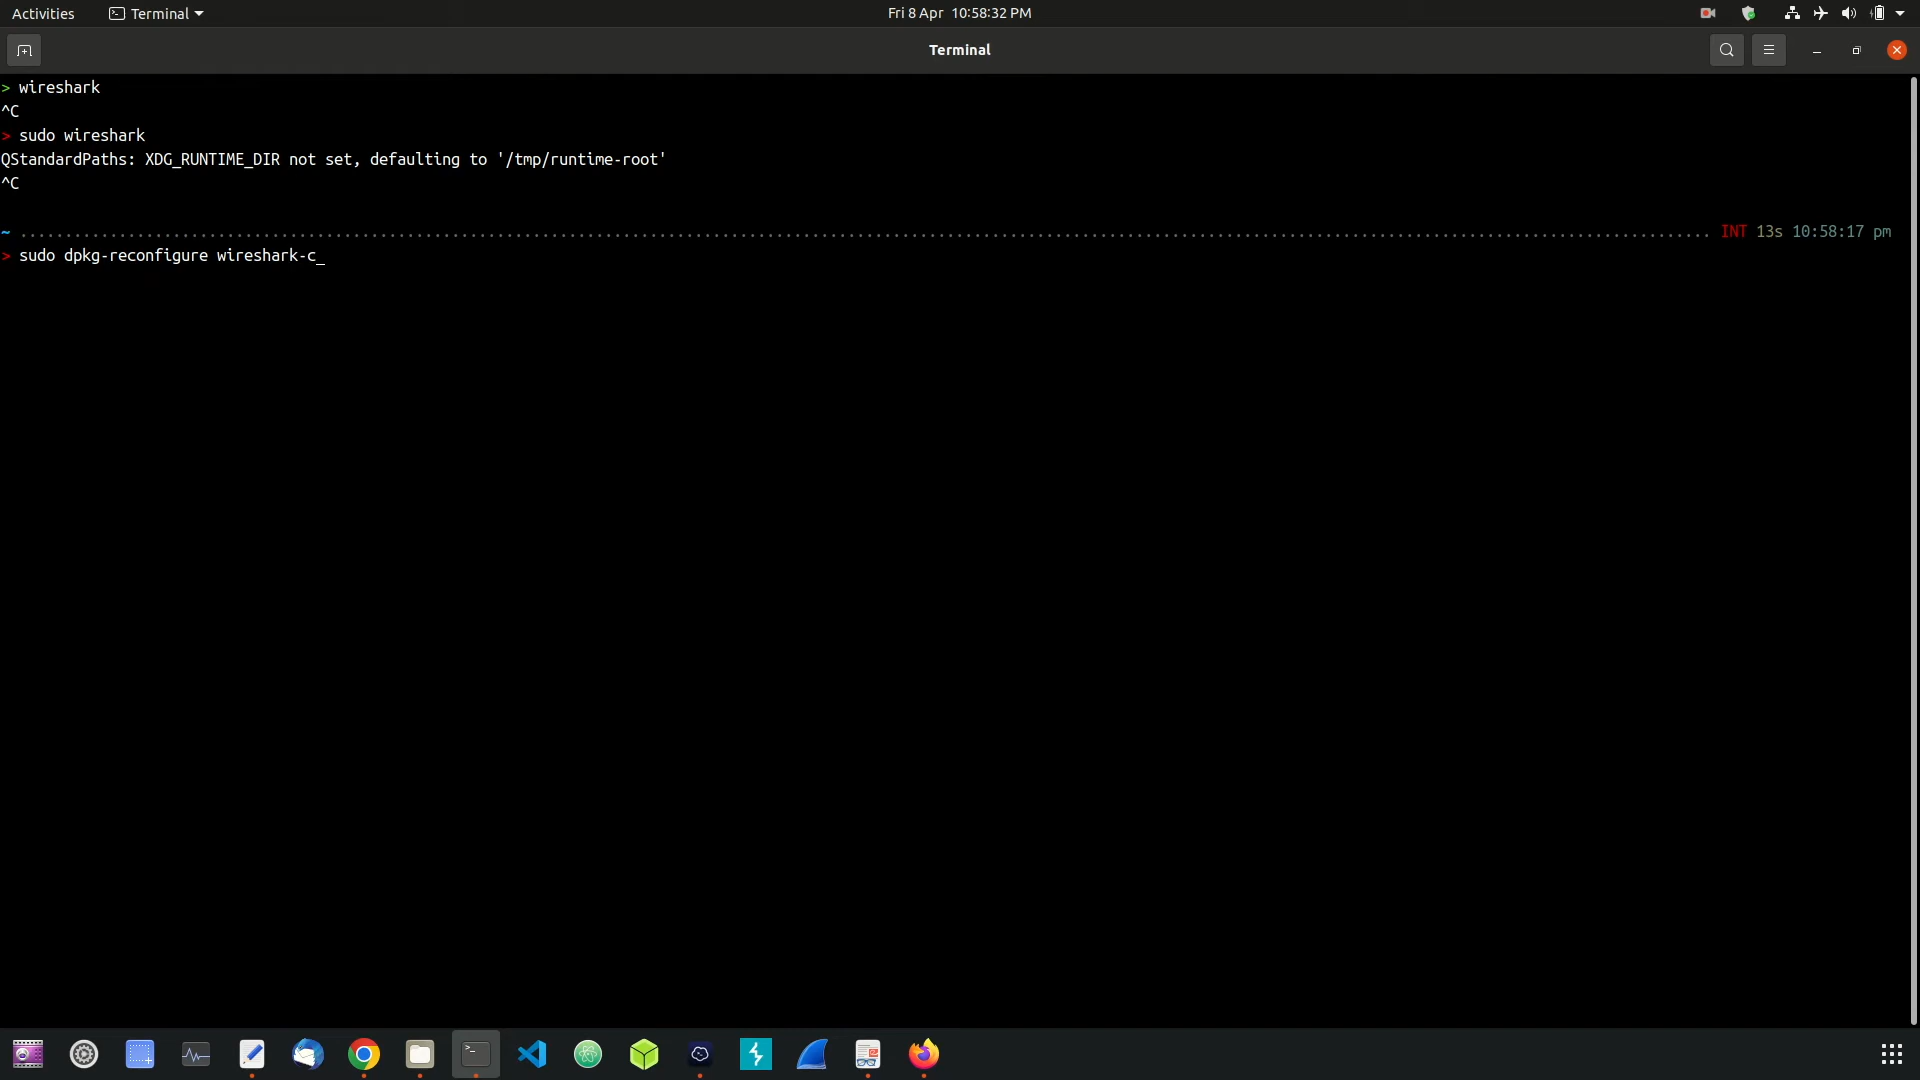 Activities Terminal Fri 8 Apr 10:58:32 PM
Terminal
> wireshark
^C
> sudo wireshark
QStandardPaths: XDG_RUNTIME_DIR not set, defaulting to '/tmp/runtime-root'
^C
~ ........................................................................................................................................................................................... INT 13s 10:58:17 pm
> sudo dpkg-reconfigure wireshark-c_